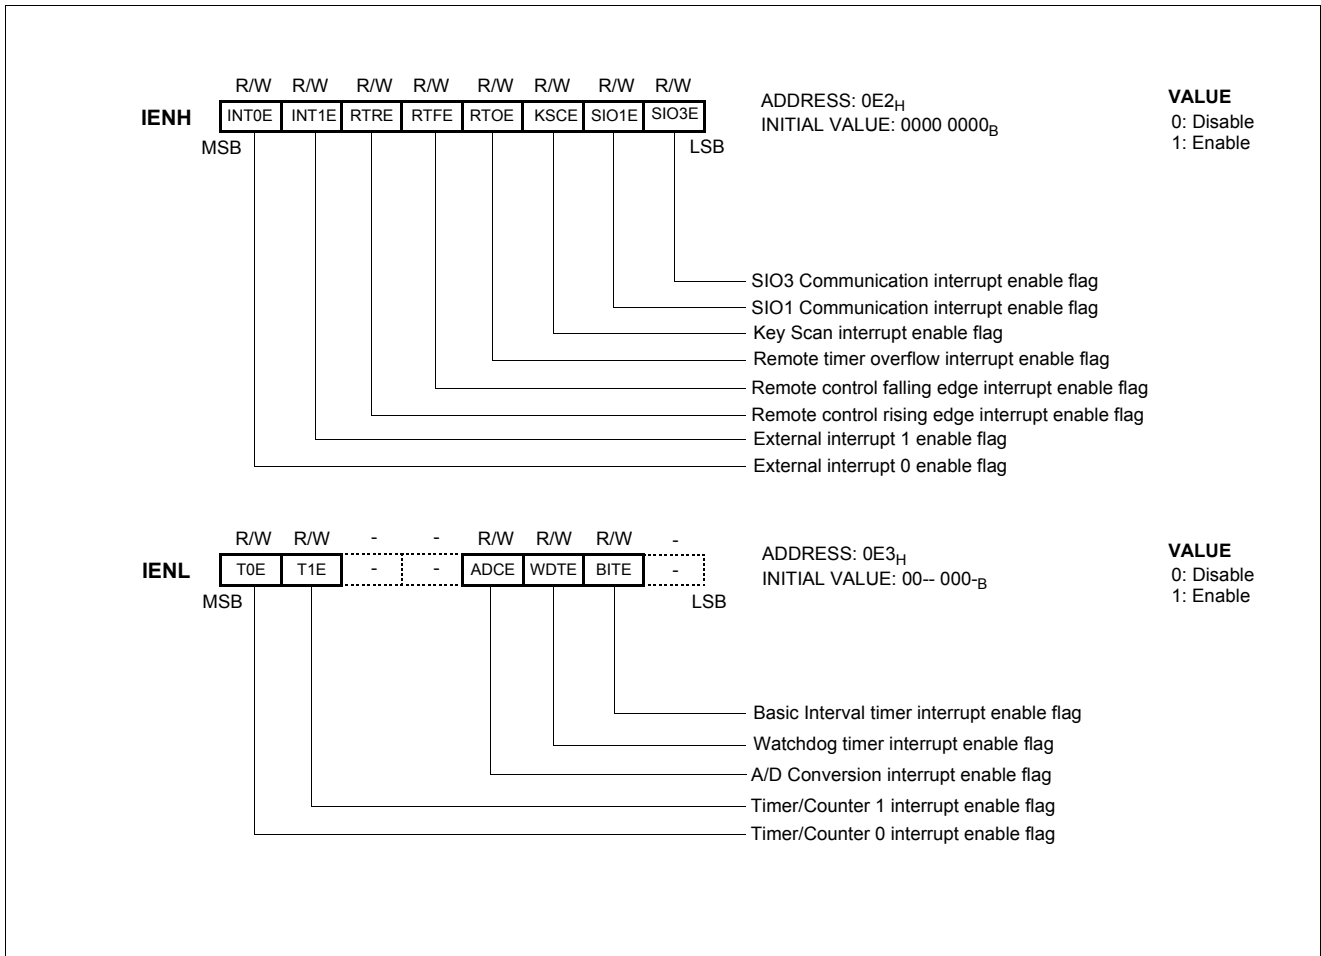 R/W R/W R/W R/W R/W R/W R/W R/W
IENH INT0E INT1E RTRE RTFE RTOE KSCE SIO1E SIO3E
MSB LSB
ADDRESS: 0E2H
INITIAL VALUE: 0000 0000B
VALUE
0: Disable
1: Enable
SIO3 Communication interrupt enable flag
SIO1 Communication interrupt enable flag
Key Scan interrupt enable flag
Remote timer overflow interrupt enable flag
Remote control falling edge interrupt enable flag
Remote control rising edge interrupt enable flag
External interrupt 1 enable flag
External interrupt 0 enable flag
R/W R/W - - R/W R/W R/W -
IENL T0E T1E - - ADCE WDTE BITE -
MSB LSB
ADDRESS: 0E3H
INITIAL VALUE: 00-- 000-B
VALUE
0: Disable
1: Enable
Basic Interval timer interrupt enable flag
Watchdog timer interrupt enable flag
A/D Conversion interrupt enable flag
Timer/Counter 1 interrupt enable flag
Timer/Counter 0 interrupt enable flag